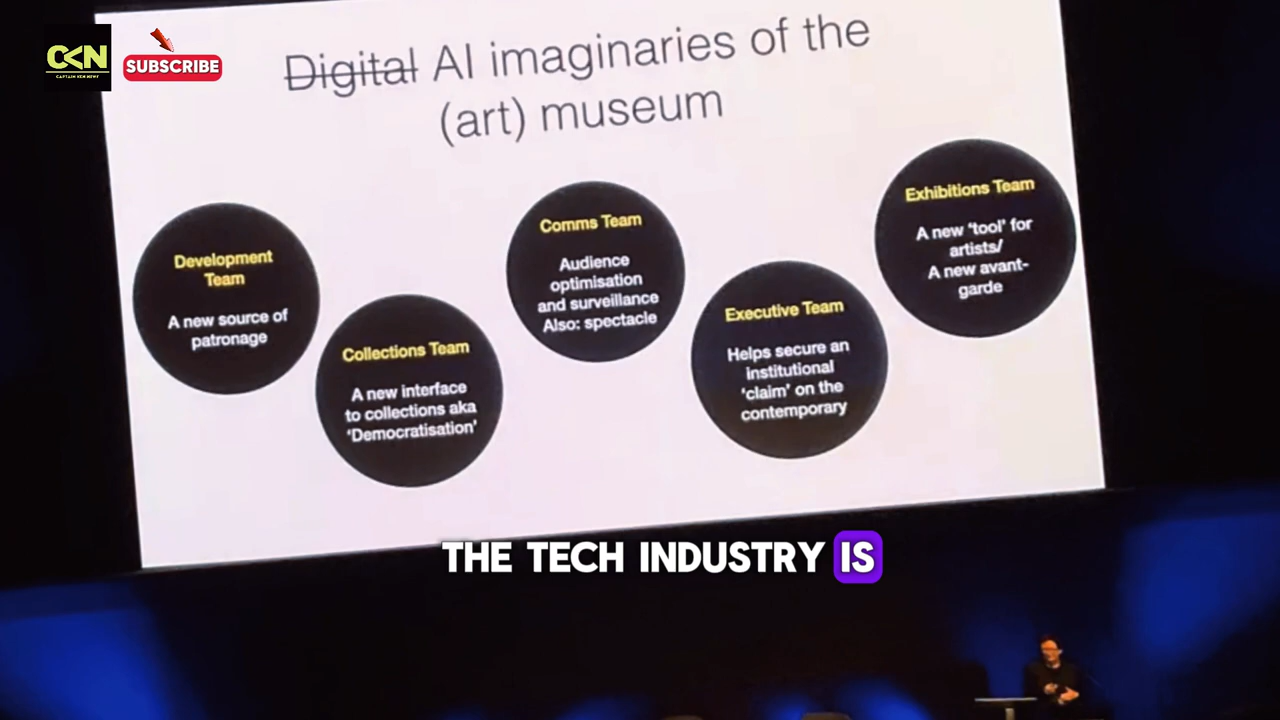 CKN
CAPTAIN KEN NEWS
SUBSCRIBE
Digital AI imaginaries of the
(art) museum
Development
Team
A new source of
patronage
Collections Team
A new interface
to collections aka
‘Democratisation’
Comms Team
Audience
optimisation
and surveillance
Also: spectacle
Executive Team
Helps secure an
institutional
‘claim’ on the
contemporary
Exhibitions Team
A new ‘tool’ for
artists/
A new avant-
garde
THE TECH INDUSTRY IS